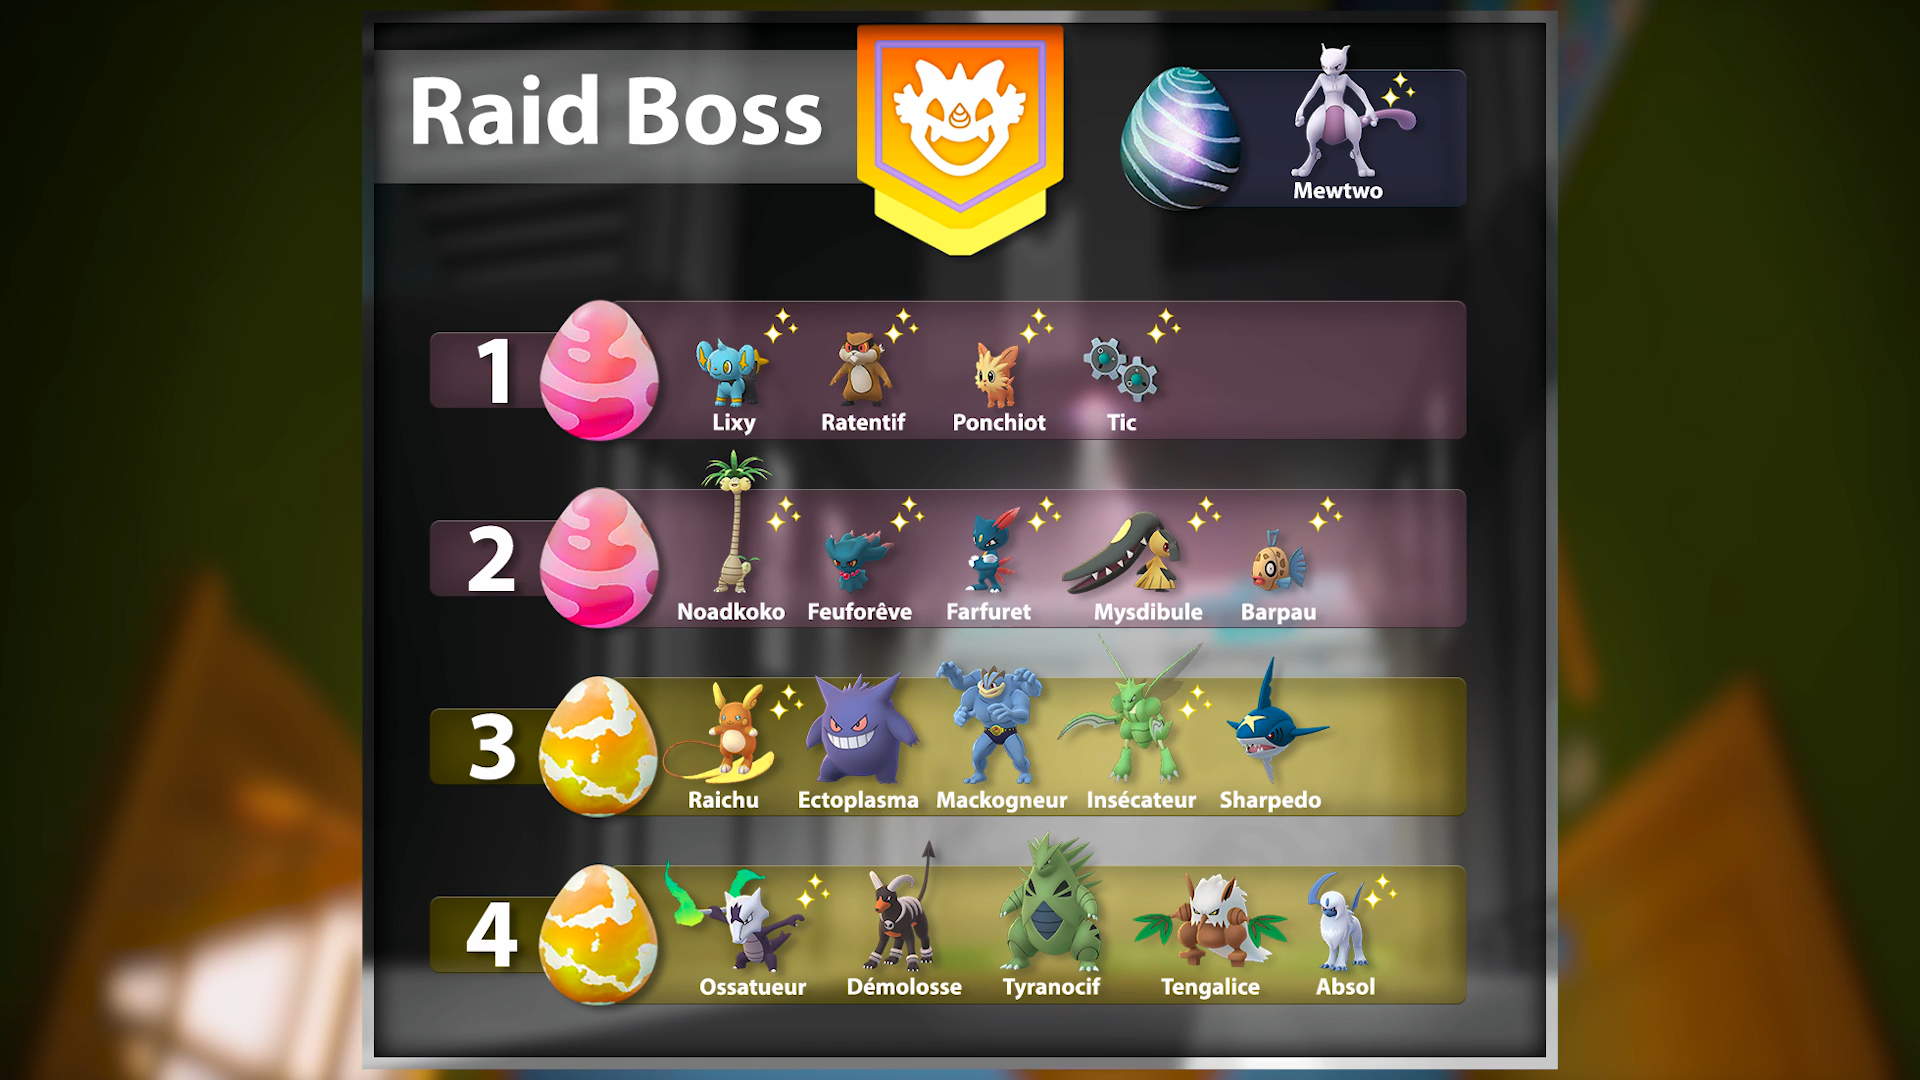 Raid Boss
Mewtwo
1
Lixy Ratentif Ponchiot Tic
2
Noadkoko Feuforêve Farfuret Mysdibule Barpau
3
Raichu Ectoplasma Mackogneur Insécateur Sharpedo
4
Ossatueur Démolosse Tyranocif Tengalice Absol